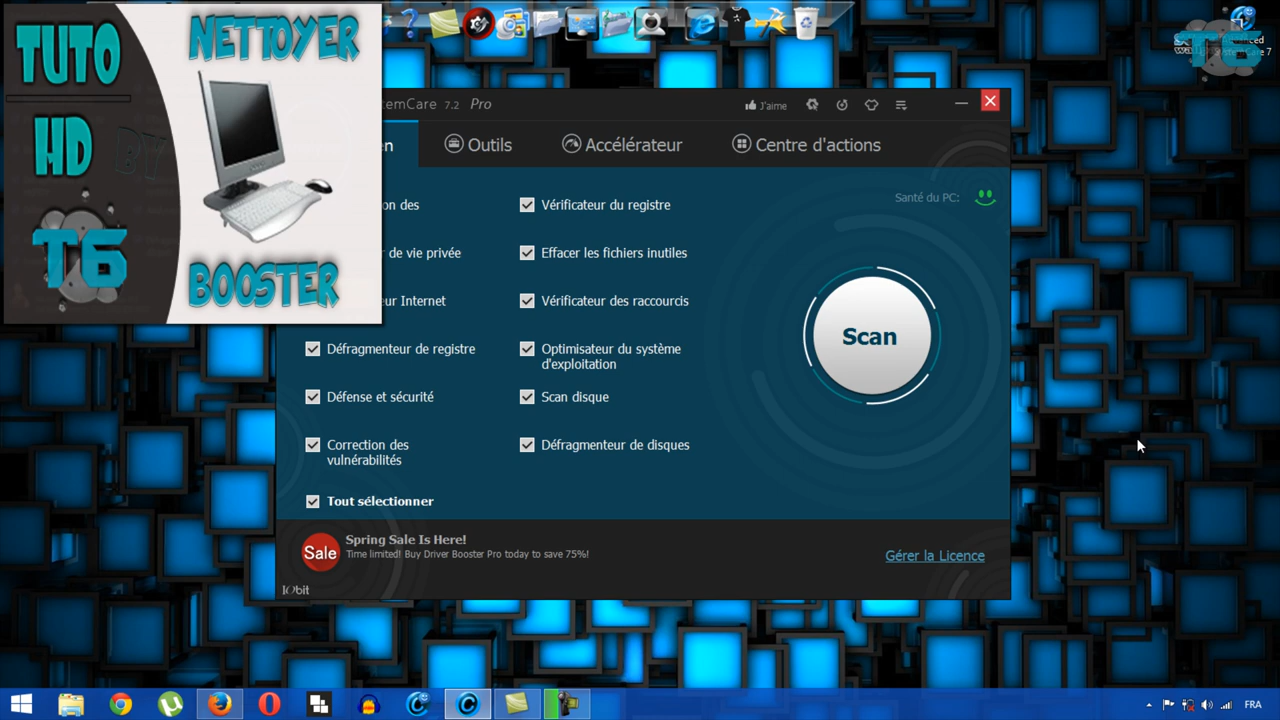 TUTO
HD
BY
T6
NETTOYER
BOOSTER
T6
temCare 7.2 Pro
J'aime
en
Outils
Accélérateur
Centre d'actions
Santé du PC:
on des
Vérificateur du registre
de vie privée
Effacer les fichiers inutiles
eur Internet
Vérificateur des raccourcis
Défragmenteur de registre
Optimisateur du système
d'exploitation
Défense et sécurité
Scan disque
Correction des
vulnérabilités
Défragmenteur de disques
Tout sélectionner
Scan
Sale
Spring Sale Is Here!
Time limited! Buy Driver Booster Pro today to save 75%!
Gérer la Licence
IObit
FRA